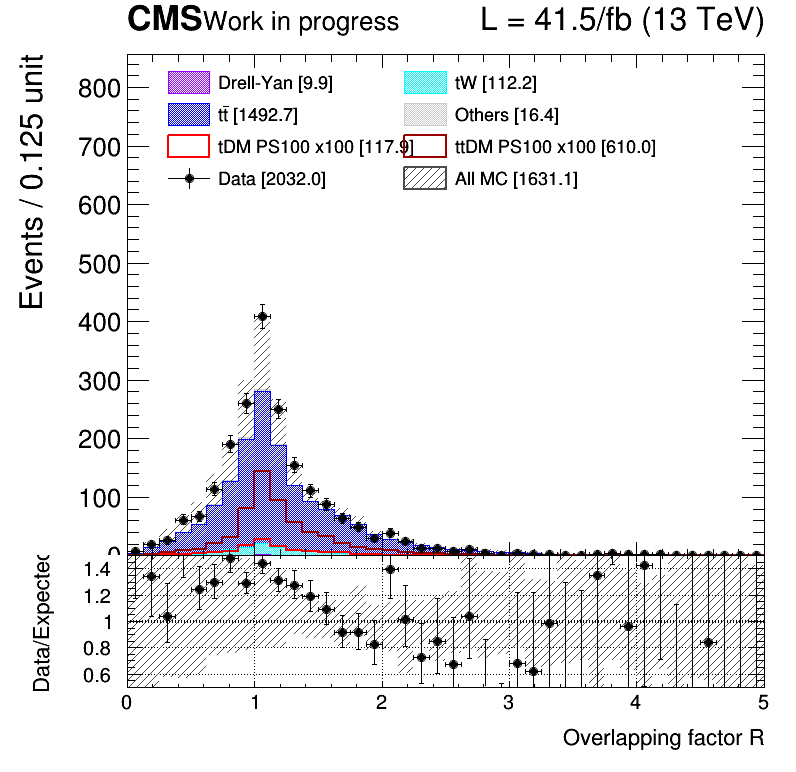 CMS Work in progress L = 41.5/fb (13 TeV)
Events / 0.125 unit
800
700
600
500
400
300
200
100
0
Drell-Yan [9.9] tW [112.2]
tt̄ [1492.7] Others [16.4]
tDM PS100 x100 [117.9] ttDM PS100 x100 [610.0]
Data [2032.0] All MC [1631.1]
Data/Expected
1.4
1.2
1
0.8
0.6
0 1 2 3 4 5
Overlapping factor R